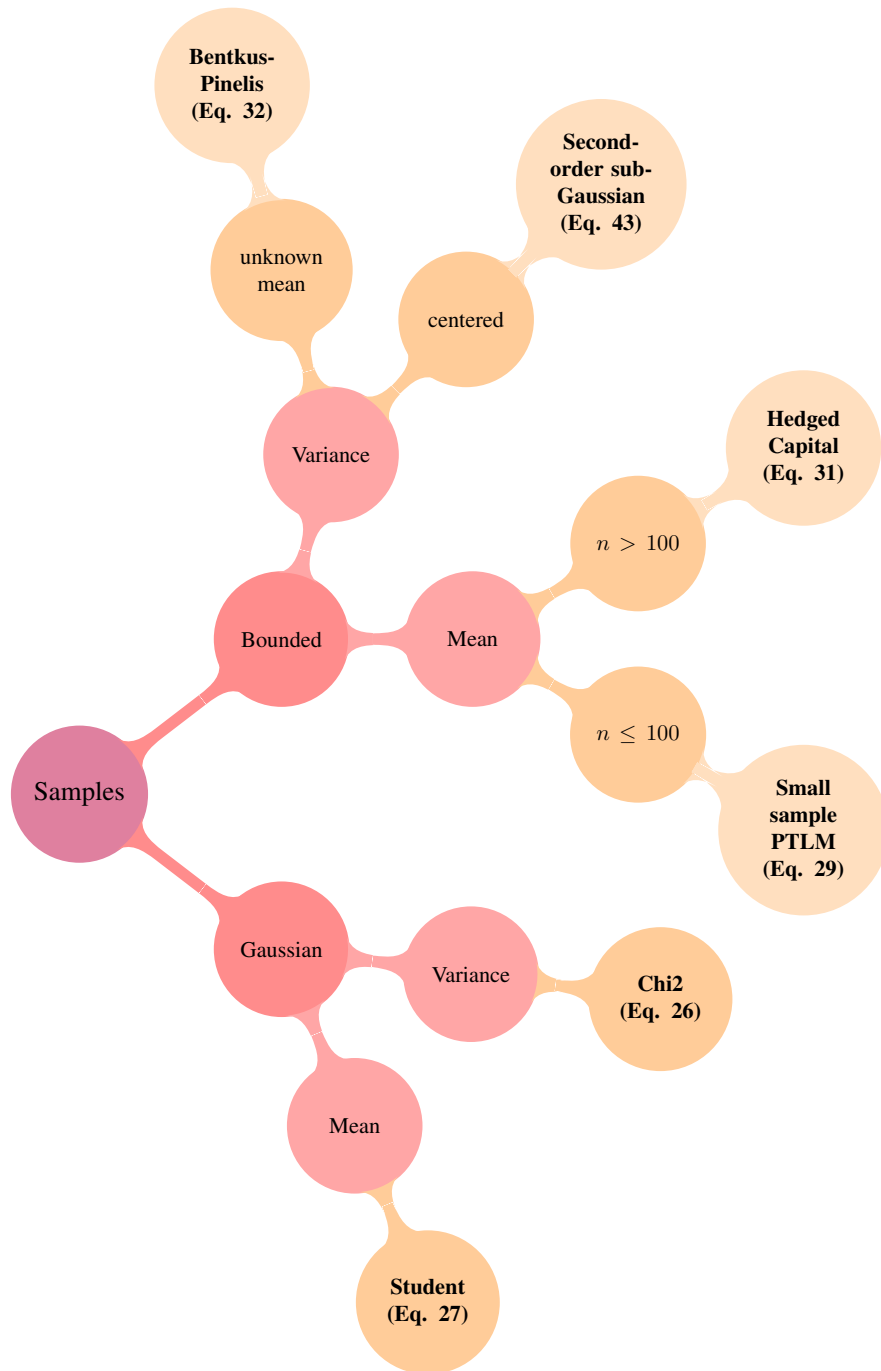 Bentkus-
Pinelis
(Eq. 32)
Second-
order sub-
Gaussian
(Eq. 43)
unknown
mean
centered
Variance
Hedged
Capital
(Eq. 31)
n > 100
Bounded
Mean
n ≤ 100
Samples
Small
sample
PTLM
(Eq. 29)
Gaussian
Variance
Chi2
(Eq. 26)
Mean
Student
(Eq. 27)